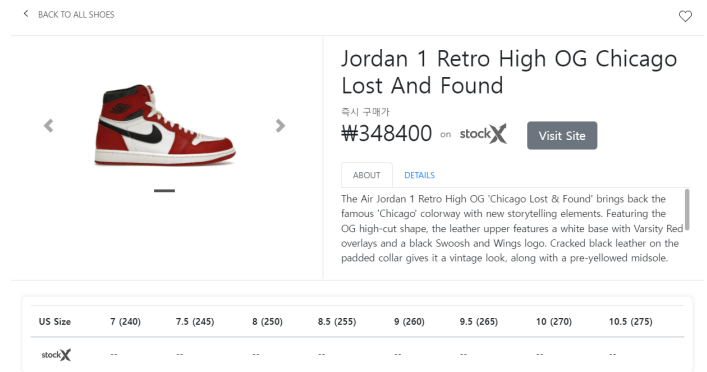 BACK TO ALL SHOES
Jordan 1 Retro High OG Chicago
Lost And Found
즉시 구매가
₩348400 on stockX Visit Site
ABOUT DETAILS
The Air Jordan 1 Retro High OG 'Chicago Lost & Found' brings back the
famous 'Chicago' colorway with new storytelling elements. Featuring the
OG high-cut shape, the leather upper features a white base with Varsity Red
overlays and a black Swoosh and Wings logo. Cracked black leather on the
padded collar gives it a vintage look, along with a pre-yellowed midsole.
US Size 7 (240) 7.5 (245) 8 (250) 8.5 (255) 9 (260) 9.5 (265) 10 (270) 10.5 (275)
stockX -- -- -- -- -- -- -- --